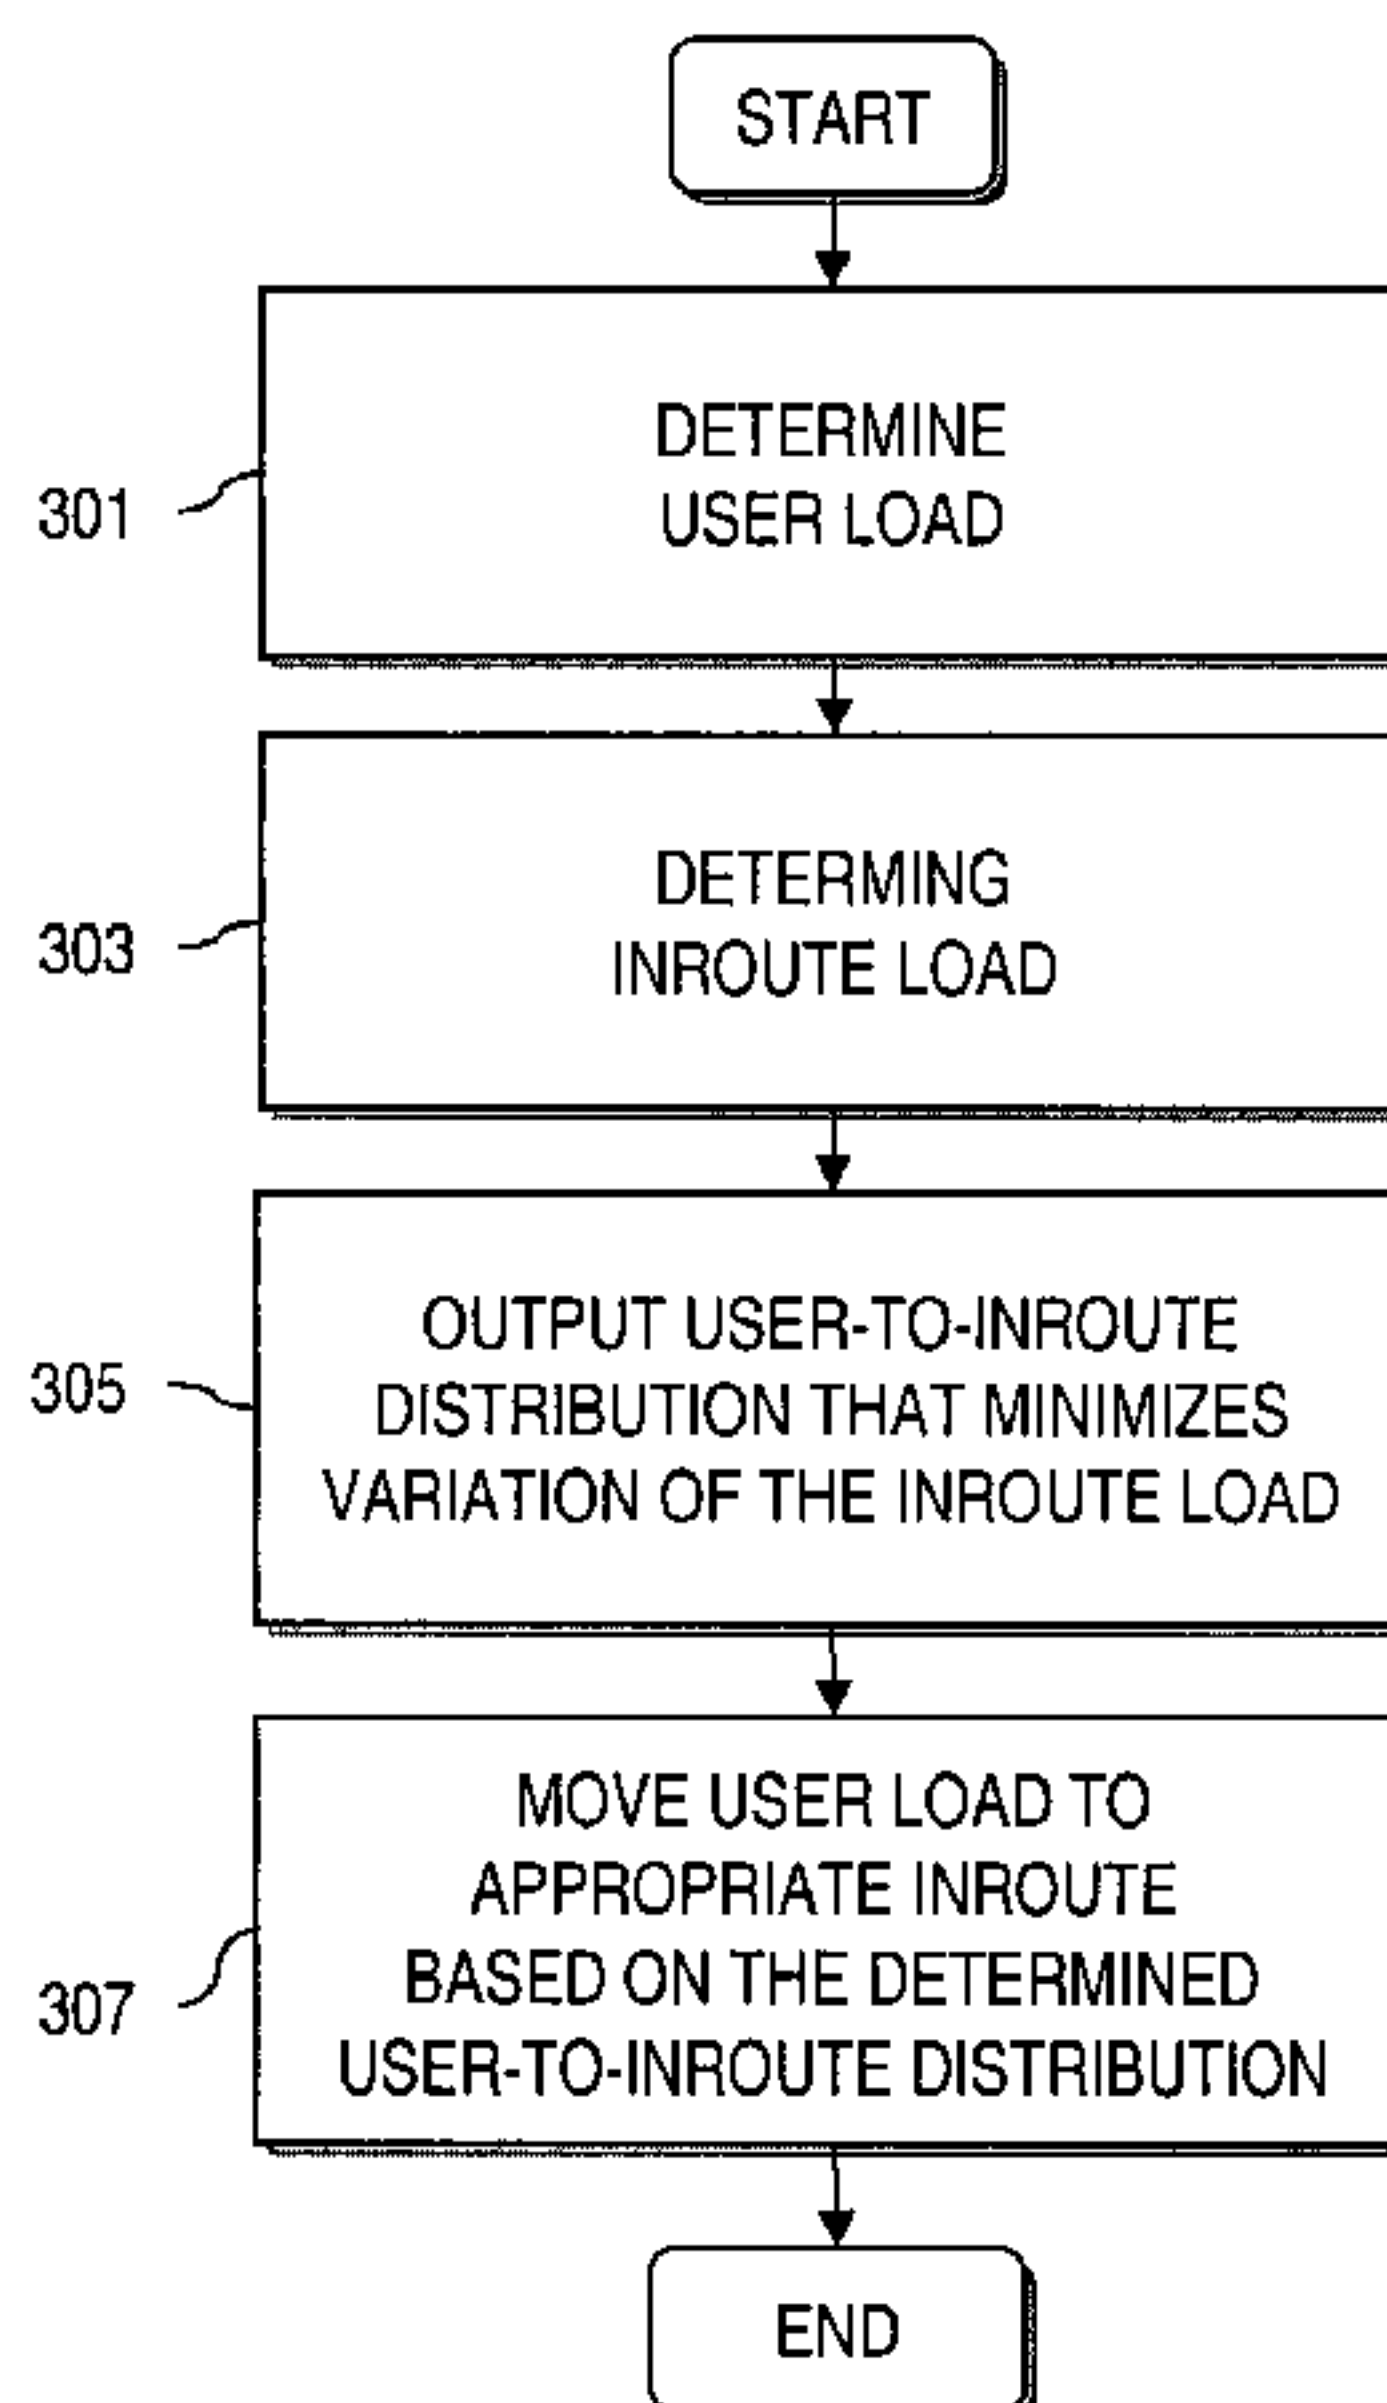 START
301
DETERMINE
USER LOAD
303
DETERMING
INROUTE LOAD
305
OUTPUT USER-TO-INROUTE
DISTRIBUTION THAT MINIMIZES
VARIATION OF THE INROUTE LOAD
307
MOVE USER LOAD TO
APPROPRIATE INROUTE
BASED ON THE DETERMINED
USER-TO-INROUTE DISTRIBUTION
END